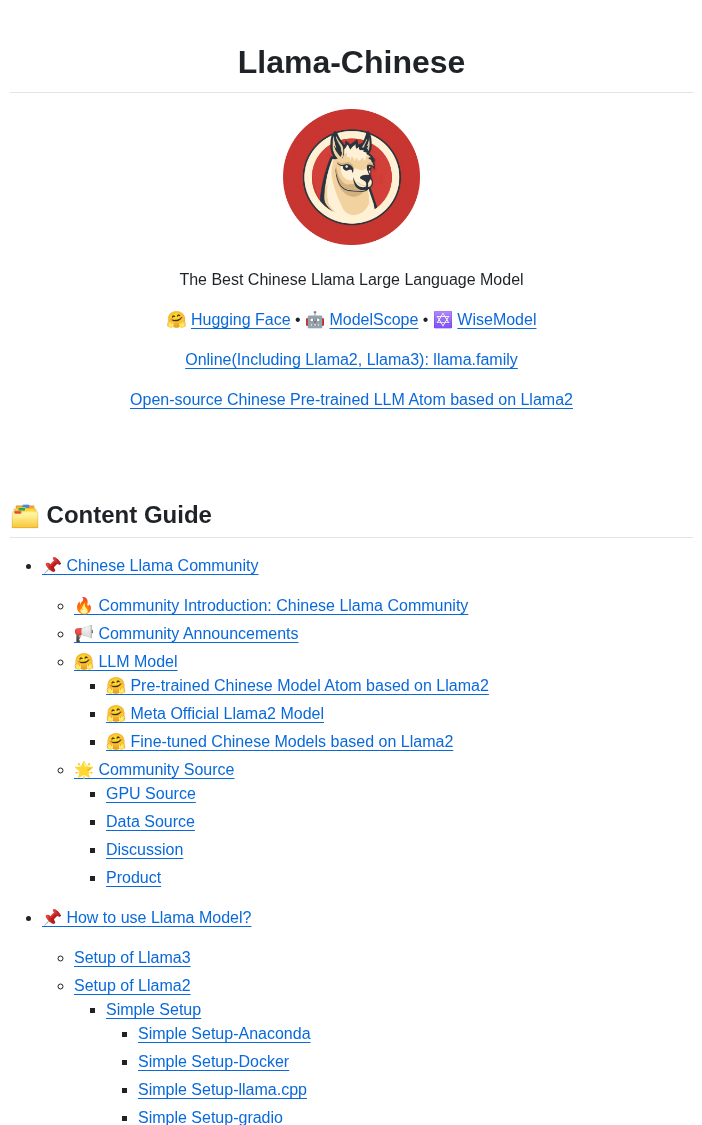 Llama-Chinese
The Best Chinese Llama Large Language Model
🤗 Hugging Face • 🤖 ModelScope • 🔯 WiseModel
Online(Including Llama2, Llama3): llama.family
Open-source Chinese Pre-trained LLM Atom based on Llama2
🗂️ Content Guide
📌 Chinese Llama Community
🔥 Community Introduction: Chinese Llama Community
📢 Community Announcements
🤗 LLM Model
🤗 Pre-trained Chinese Model Atom based on Llama2
🤗 Meta Official Llama2 Model
🤗 Fine-tuned Chinese Models based on Llama2
🌟 Community Source
GPU Source
Data Source
Discussion
Product
📌 How to use Llama Model?
Setup of Llama3
Setup of Llama2
Simple Setup
Simple Setup-Anaconda
Simple Setup-Docker
Simple Setup-llama.cpp
Simple Setup-gradio